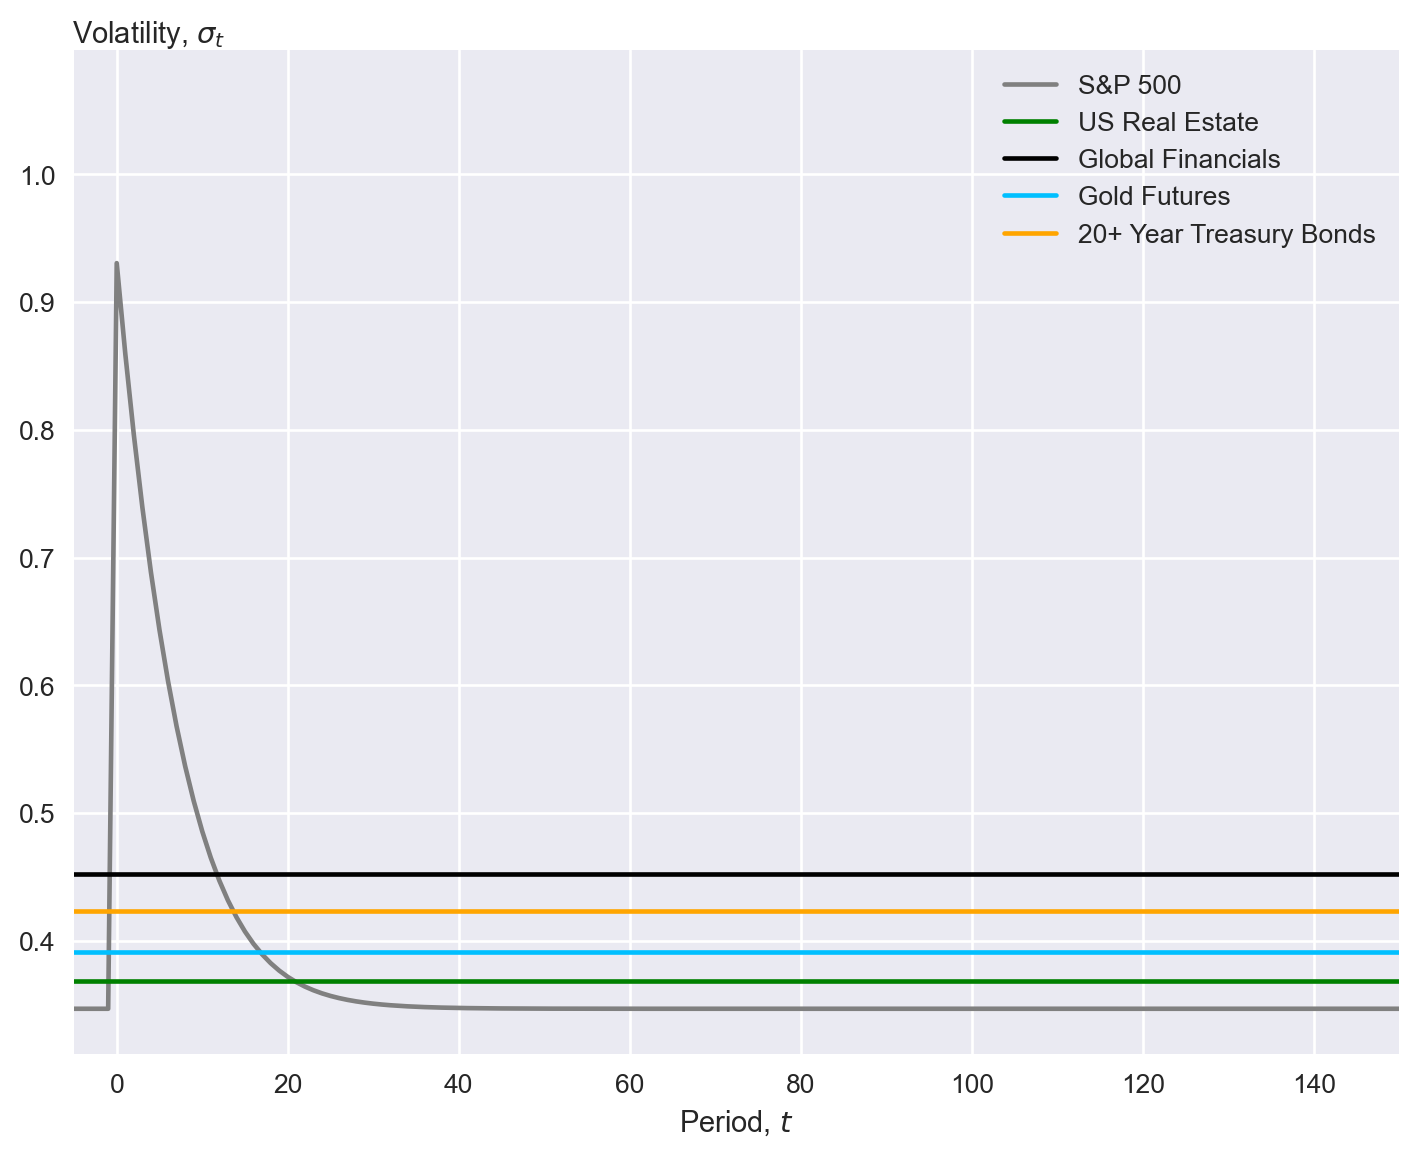 Volatility, σₜ
S&P 500
US Real Estate
Global Financials
Gold Futures
20+ Year Treasury Bonds
1.0
0.9
0.8
0.7
0.6
0.5
0.4
0 20 40 60 80 100 120 140
Period, t